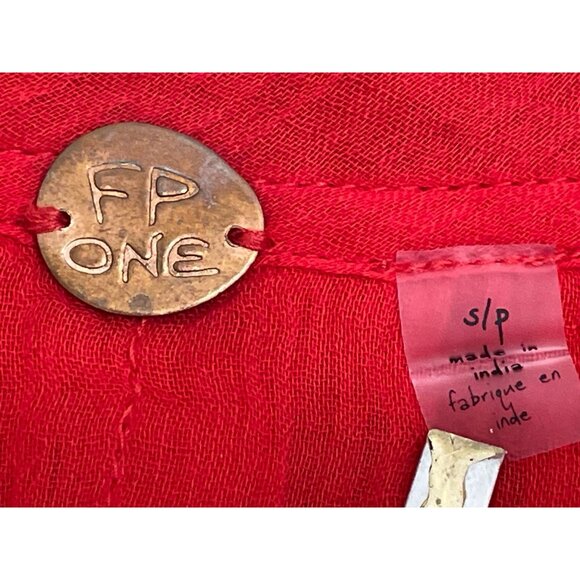 FP
ONE
s/p
made in
india
fabrique en
inde